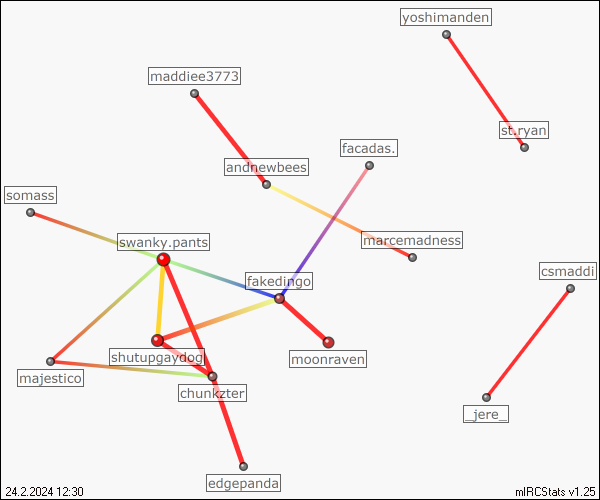 yoshimanden
maddiee3773
st.ryan
facadas.
andrewbees
somass
swanky.pants
marcemadness
csmaddi
fakedingo
shutupgaydog
moonraven
majestico
chunkzter
_jere_
edgepanda
24.2.2024 12:30
mIRCStats v1.25